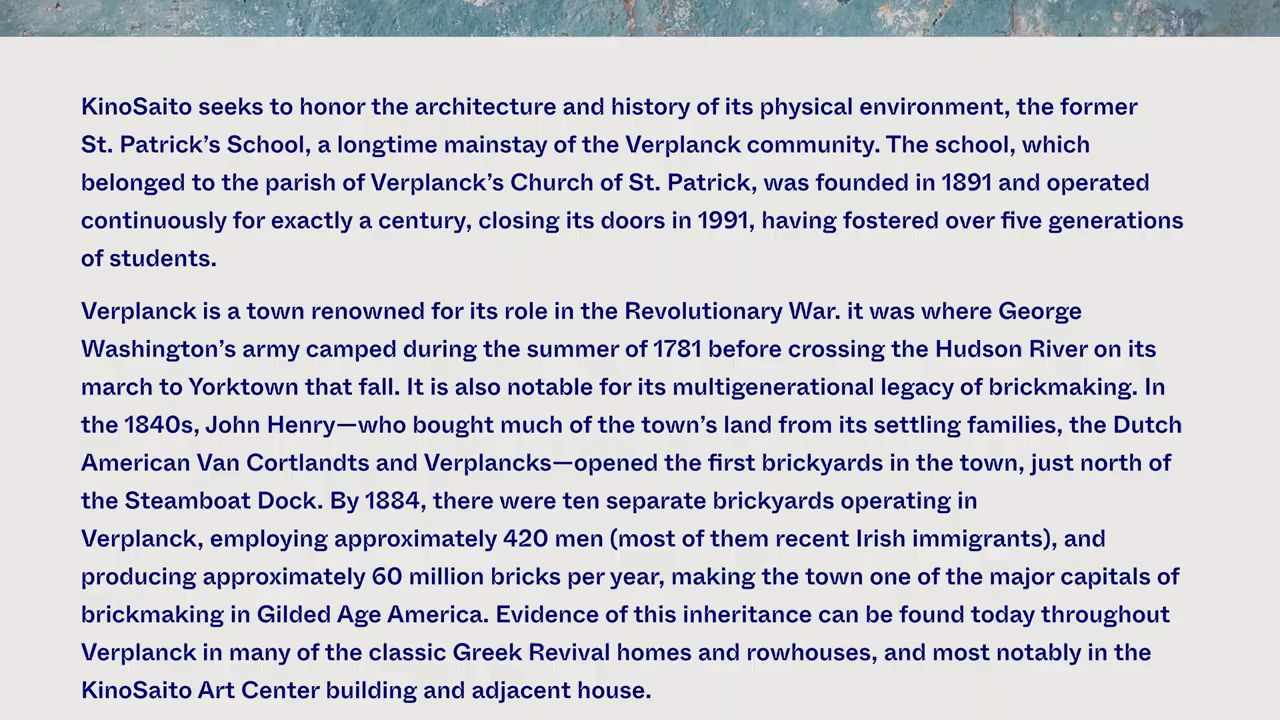 KinoSaito seeks to honor the architecture and history of its physical environment, the former
St. Patrick’s School, a longtime mainstay of the Verplanck community. The school, which
belonged to the parish of Verplanck’s Church of St. Patrick, was founded in 1891 and operated
continuously for exactly a century, closing its doors in 1991, having fostered over five generations
of students.
Verplanck is a town renowned for its role in the Revolutionary War. it was where George
Washington’s army camped during the summer of 1781 before crossing the Hudson River on its
march to Yorktown that fall. It is also notable for its multigenerational legacy of brickmaking. In
the 1840s, John Henry—who bought much of the town’s land from its settling families, the Dutch
American Van Cortlandts and Verplancks—opened the first brickyards in the town, just north of
the Steamboat Dock. By 1884, there were ten separate brickyards operating in
Verplanck, employing approximately 420 men (most of them recent Irish immigrants), and
producing approximately 60 million bricks per year, making the town one of the major capitals of
brickmaking in Gilded Age America. Evidence of this inheritance can be found today throughout
Verplanck in many of the classic Greek Revival homes and rowhouses, and most notably in the
KinoSaito Art Center building and adjacent house.